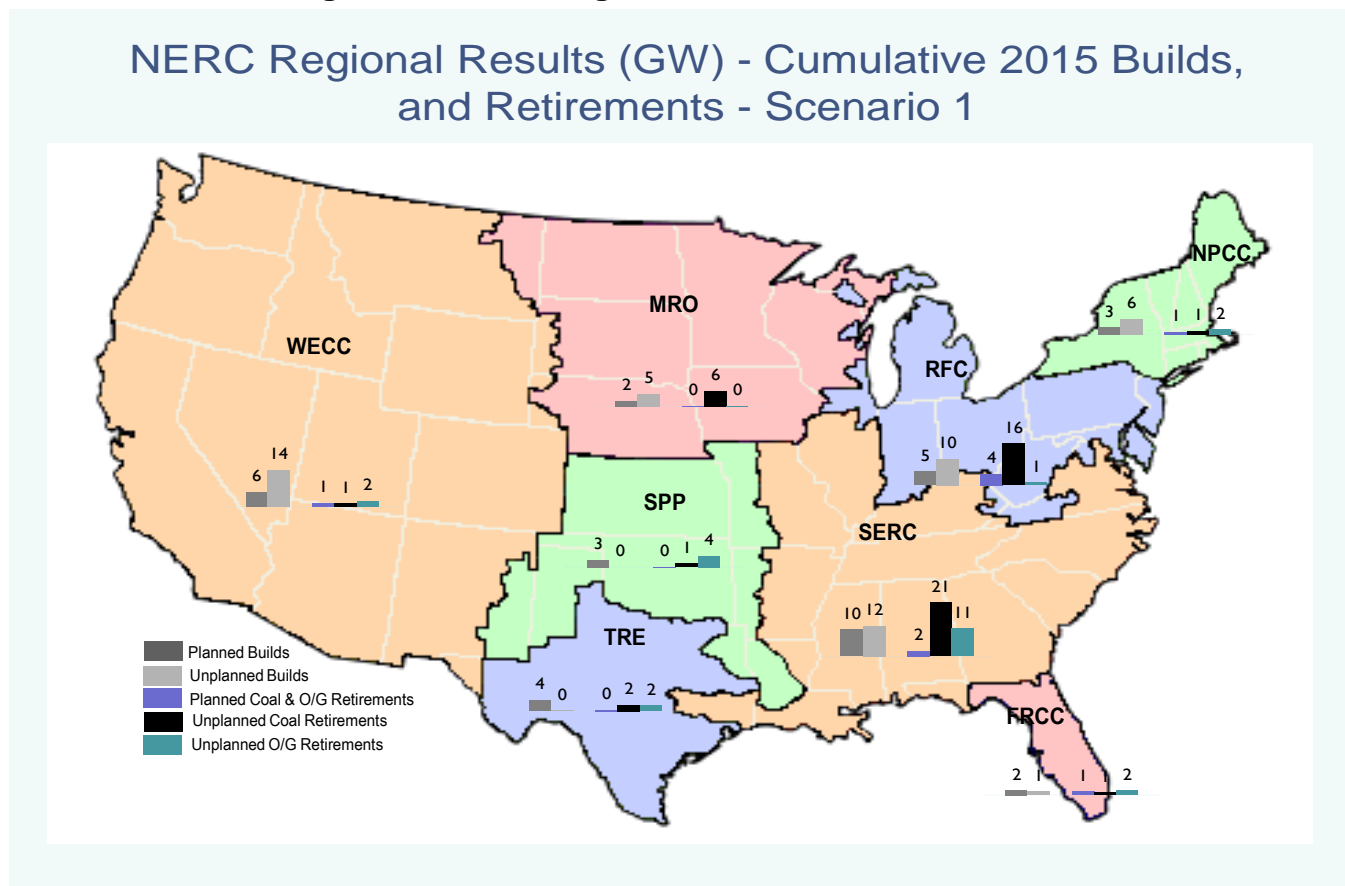 NERC Regional Results (GW) - Cumulative 2015 Builds,
and Retirements - Scenario 1
NPCC
3 6 1 1 2
MRO
2 5 0 6 0
WECC
6 14 1 1 2
RFC
5 10 4 16 1
SPP
3 0 0 1 4
SERC
10 12 2 21 11
TRE
4 0 0 2 2
FRCC
2 1 1 1 2
Planned Builds
Unplanned Builds
Planned Coal & O/G Retirements
Unplanned Coal Retirements
Unplanned O/G Retirements